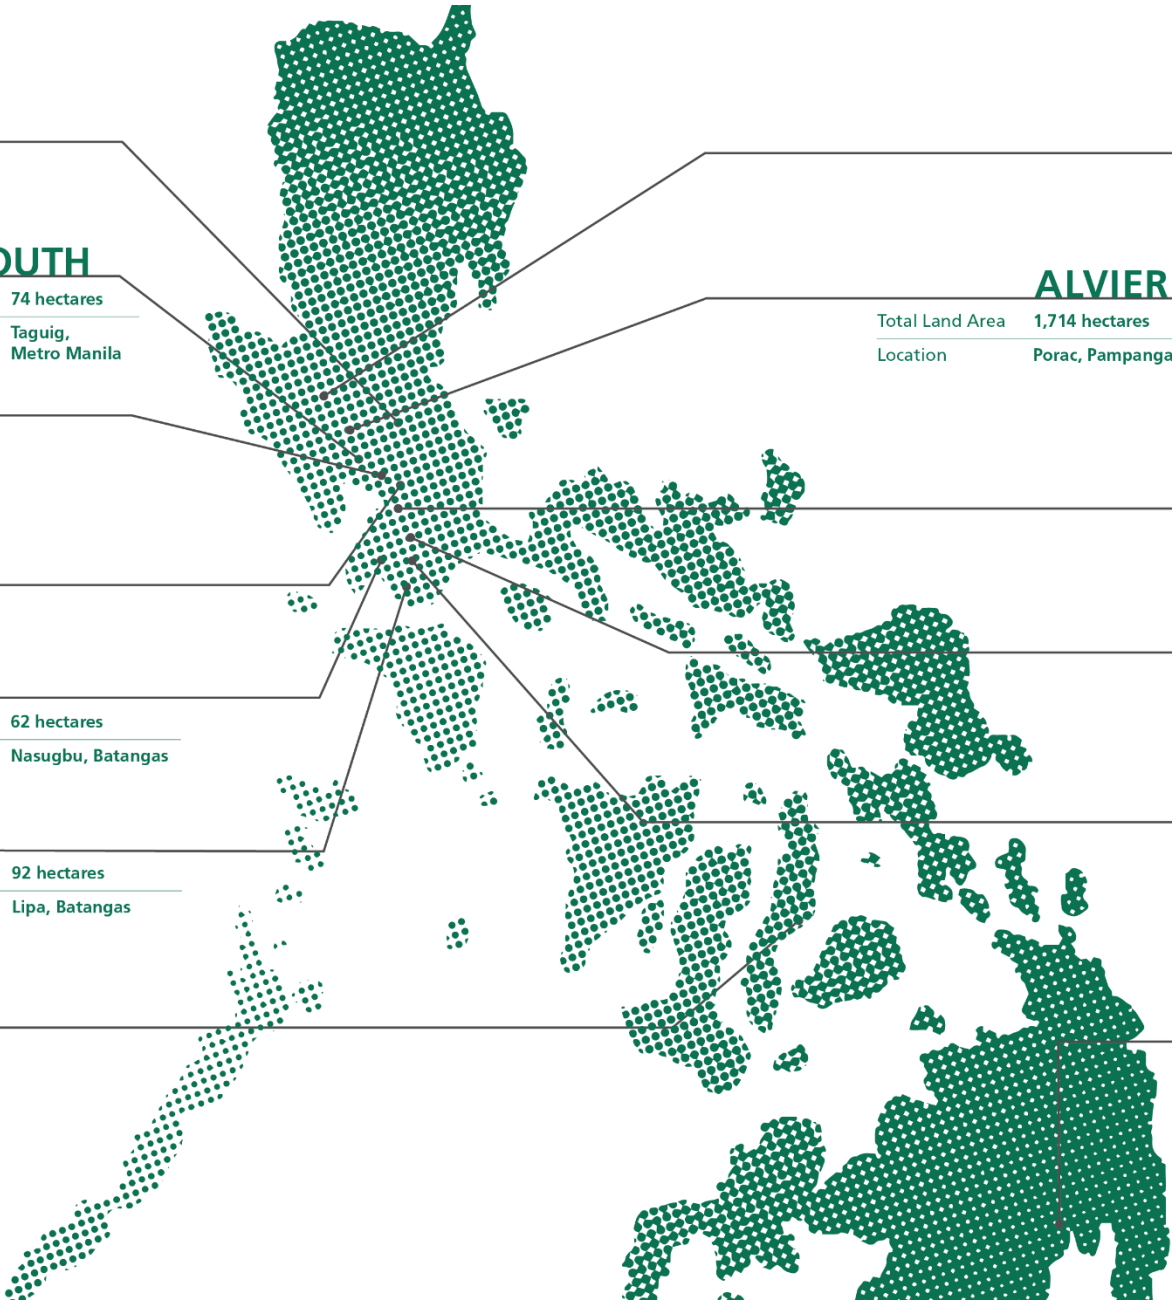 OUTH
74 hectares
Taguig,
Metro Manila
ALVIER
Total Land Area 1,714 hectares
Location Porac, Pampanga
62 hectares
Nasugbu, Batangas
92 hectares
Lipa, Batangas